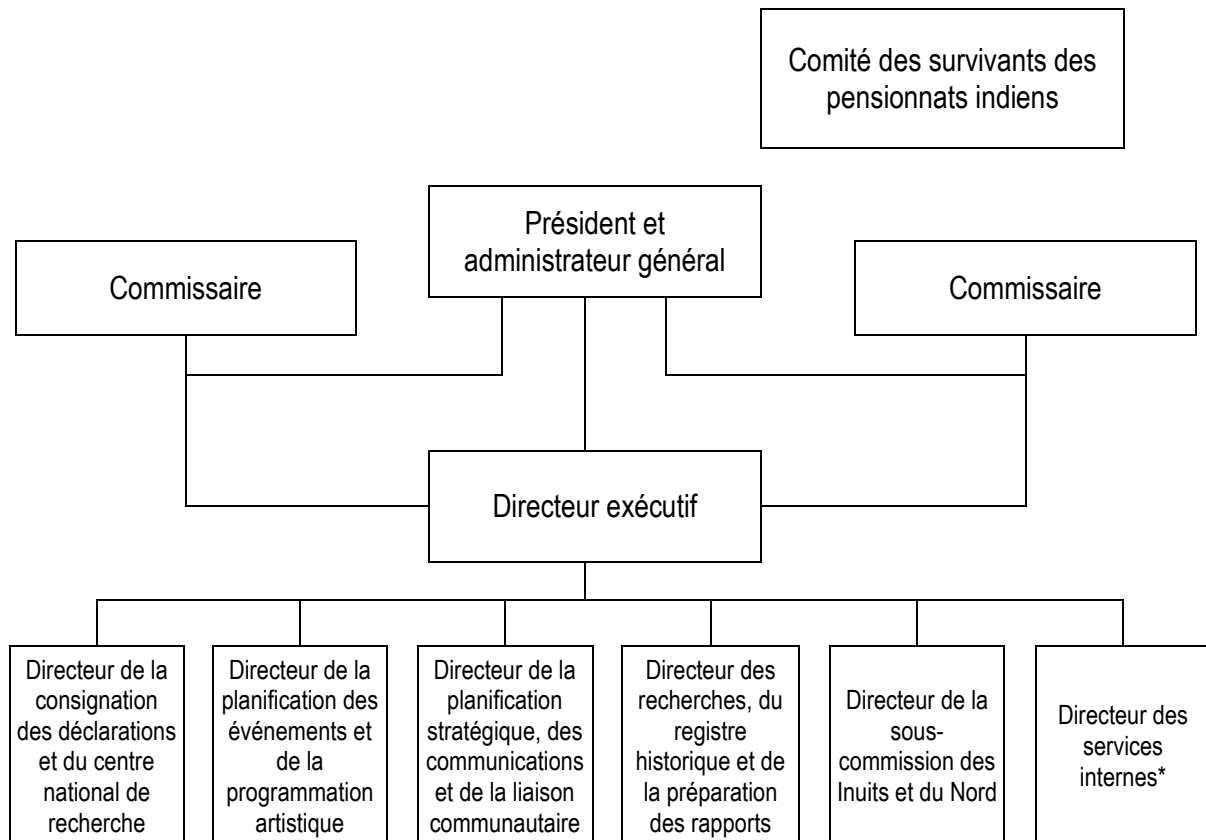 Comité des survivants des
pensionnats indiens
Président et
administrateur général
Commissaire
Commissaire
Directeur exécutif
Directeur de la
consignation
des déclarations
et du centre
national de
recherche
Directeur de la
planification des
événements et
de la
programmation
artistique
Directeur de la
planification
stratégique, des
communications
et de la liaison
communautaire
Directeur des
recherches, du
registre
historique et de
la préparation
des rapports
Directeur de la
sous-
commission des
Inuits et du Nord
Directeur des
services
internes*